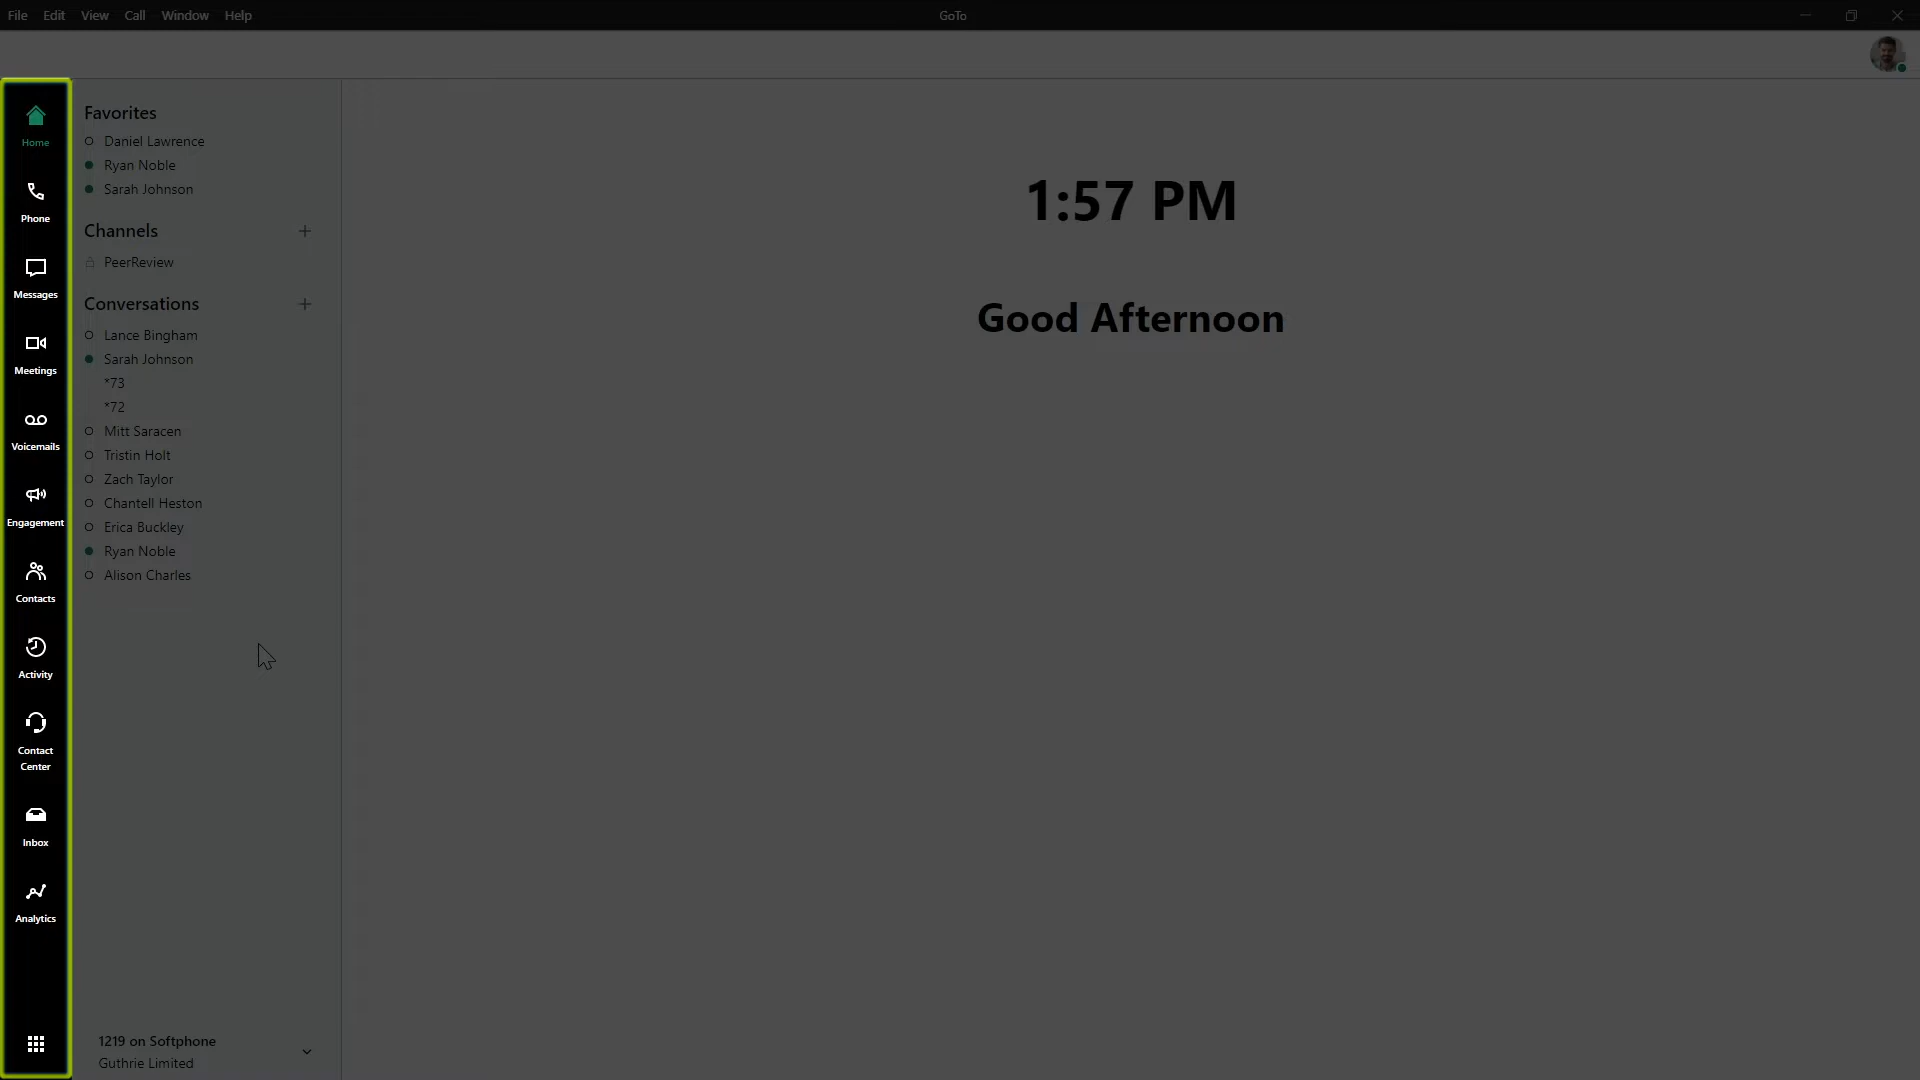 File Edit View Call Window Help
GoTo
Home
Phone
Messages
Meetings
Voicemails
Engagement
Contacts
Activity
Contact
Center
Inbox
Analytics
Favorites
Daniel Lawrence
Ryan Noble
Sarah Johnson
Channels
PeerReview
Conversations
Lance Bingham
Sarah Johnson
*73
*72
Mitt Saracen
Tristin Holt
Zach Taylor
Chantell Heston
Erica Buckley
Ryan Noble
Alison Charles
1219 on Softphone
Guthrie Limited
1:57 PM
Good Afternoon